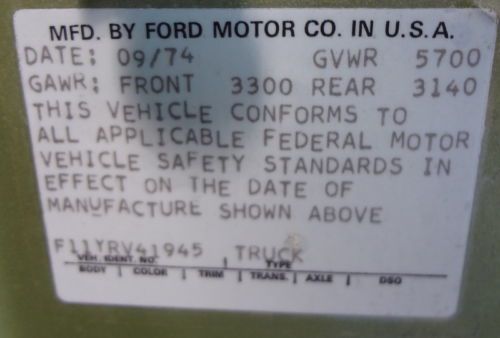 MFD. BY FORD MOTOR CO. IN U.S.A.
DATE: 09/74 GVWR 5700
GAWR: FRONT 3300 REAR 3140
THIS VEHICLE CONFORMS TO
ALL APPLICABLE FEDERAL MOTOR
VEHICLE SAFETY STANDARDS IN
EFFECT ON THE DATE OF
MANUFACTURE SHOWN ABOVE
F11YRV41945 TRUCK
VEH. IDENT. NO. TYPE
BODY COLOR TRIM TRANS. AXLE DSO